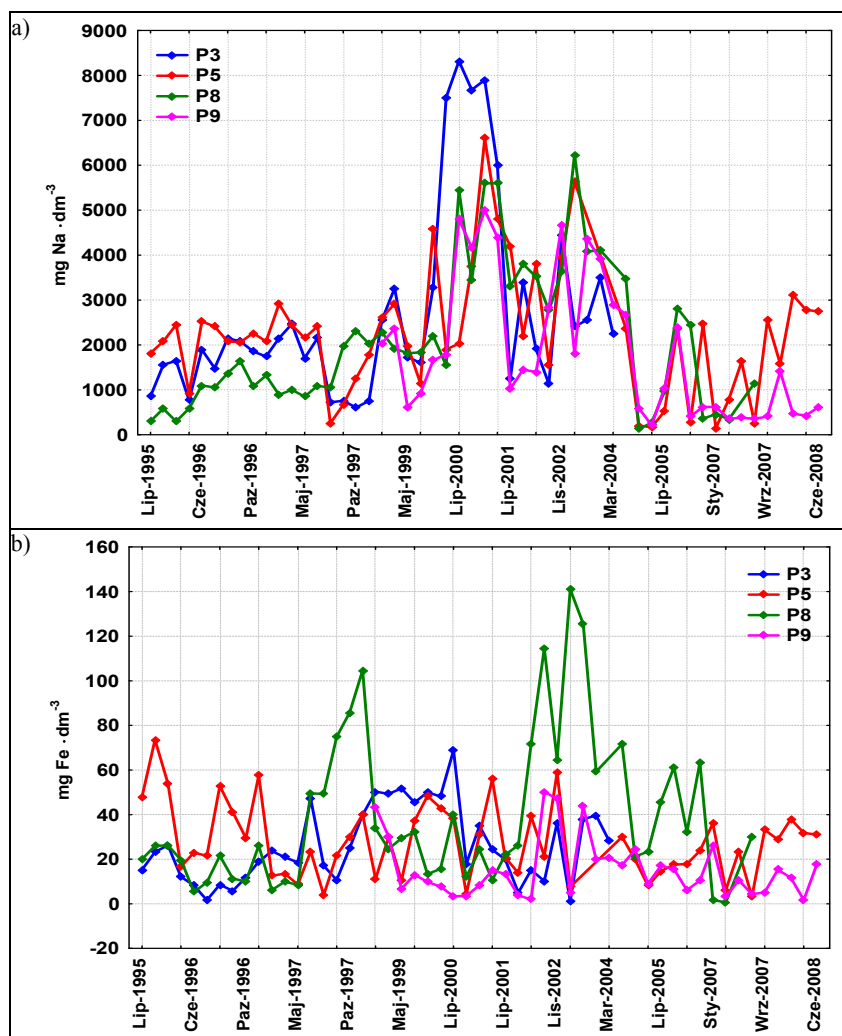 a)
9000
8000
7000
6000
5000
4000
3000
2000
1000
0
mg Na · dm⁻³
P3
P5
P8
P9
Lip-1995
Cze-1996
Paz-1996
Maj-1997
Paz-1997
Maj-1999
Lip-2000
Lip-2001
Lis-2002
Mar-2004
Lip-2005
Sty-2007
Wrz-2007
Cze-2008
b)
160
140
120
100
80
60
40
20
0
-20
mg Fe · dm⁻³
P3
P5
P8
P9
Lip-1995
Cze-1996
Paz-1996
Maj-1997
Paz-1997
Maj-1999
Lip-2000
Lip-2001
Lis-2002
Mar-2004
Lip-2005
Sty-2007
Wrz-2007
Cze-2008